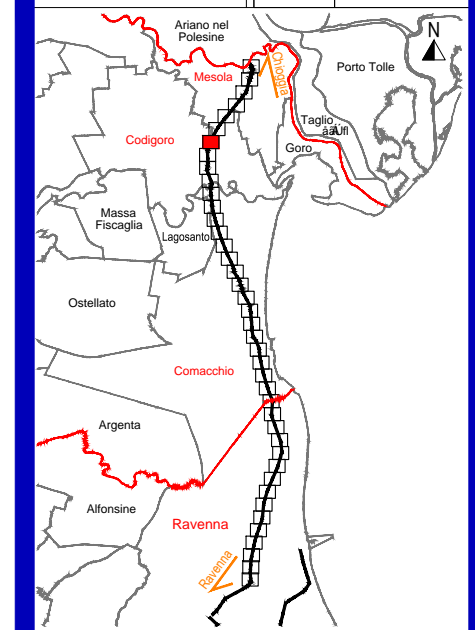 Ariano nel
Polesine
N
Chioggia
Mesola
Porto Tolle
Taglio
Goro
Codigoro
Massa
Fiscaglia
Lagosanto
Ostellato
Comacchio
Argenta
Alfonsine
Ravenna
Ravenna